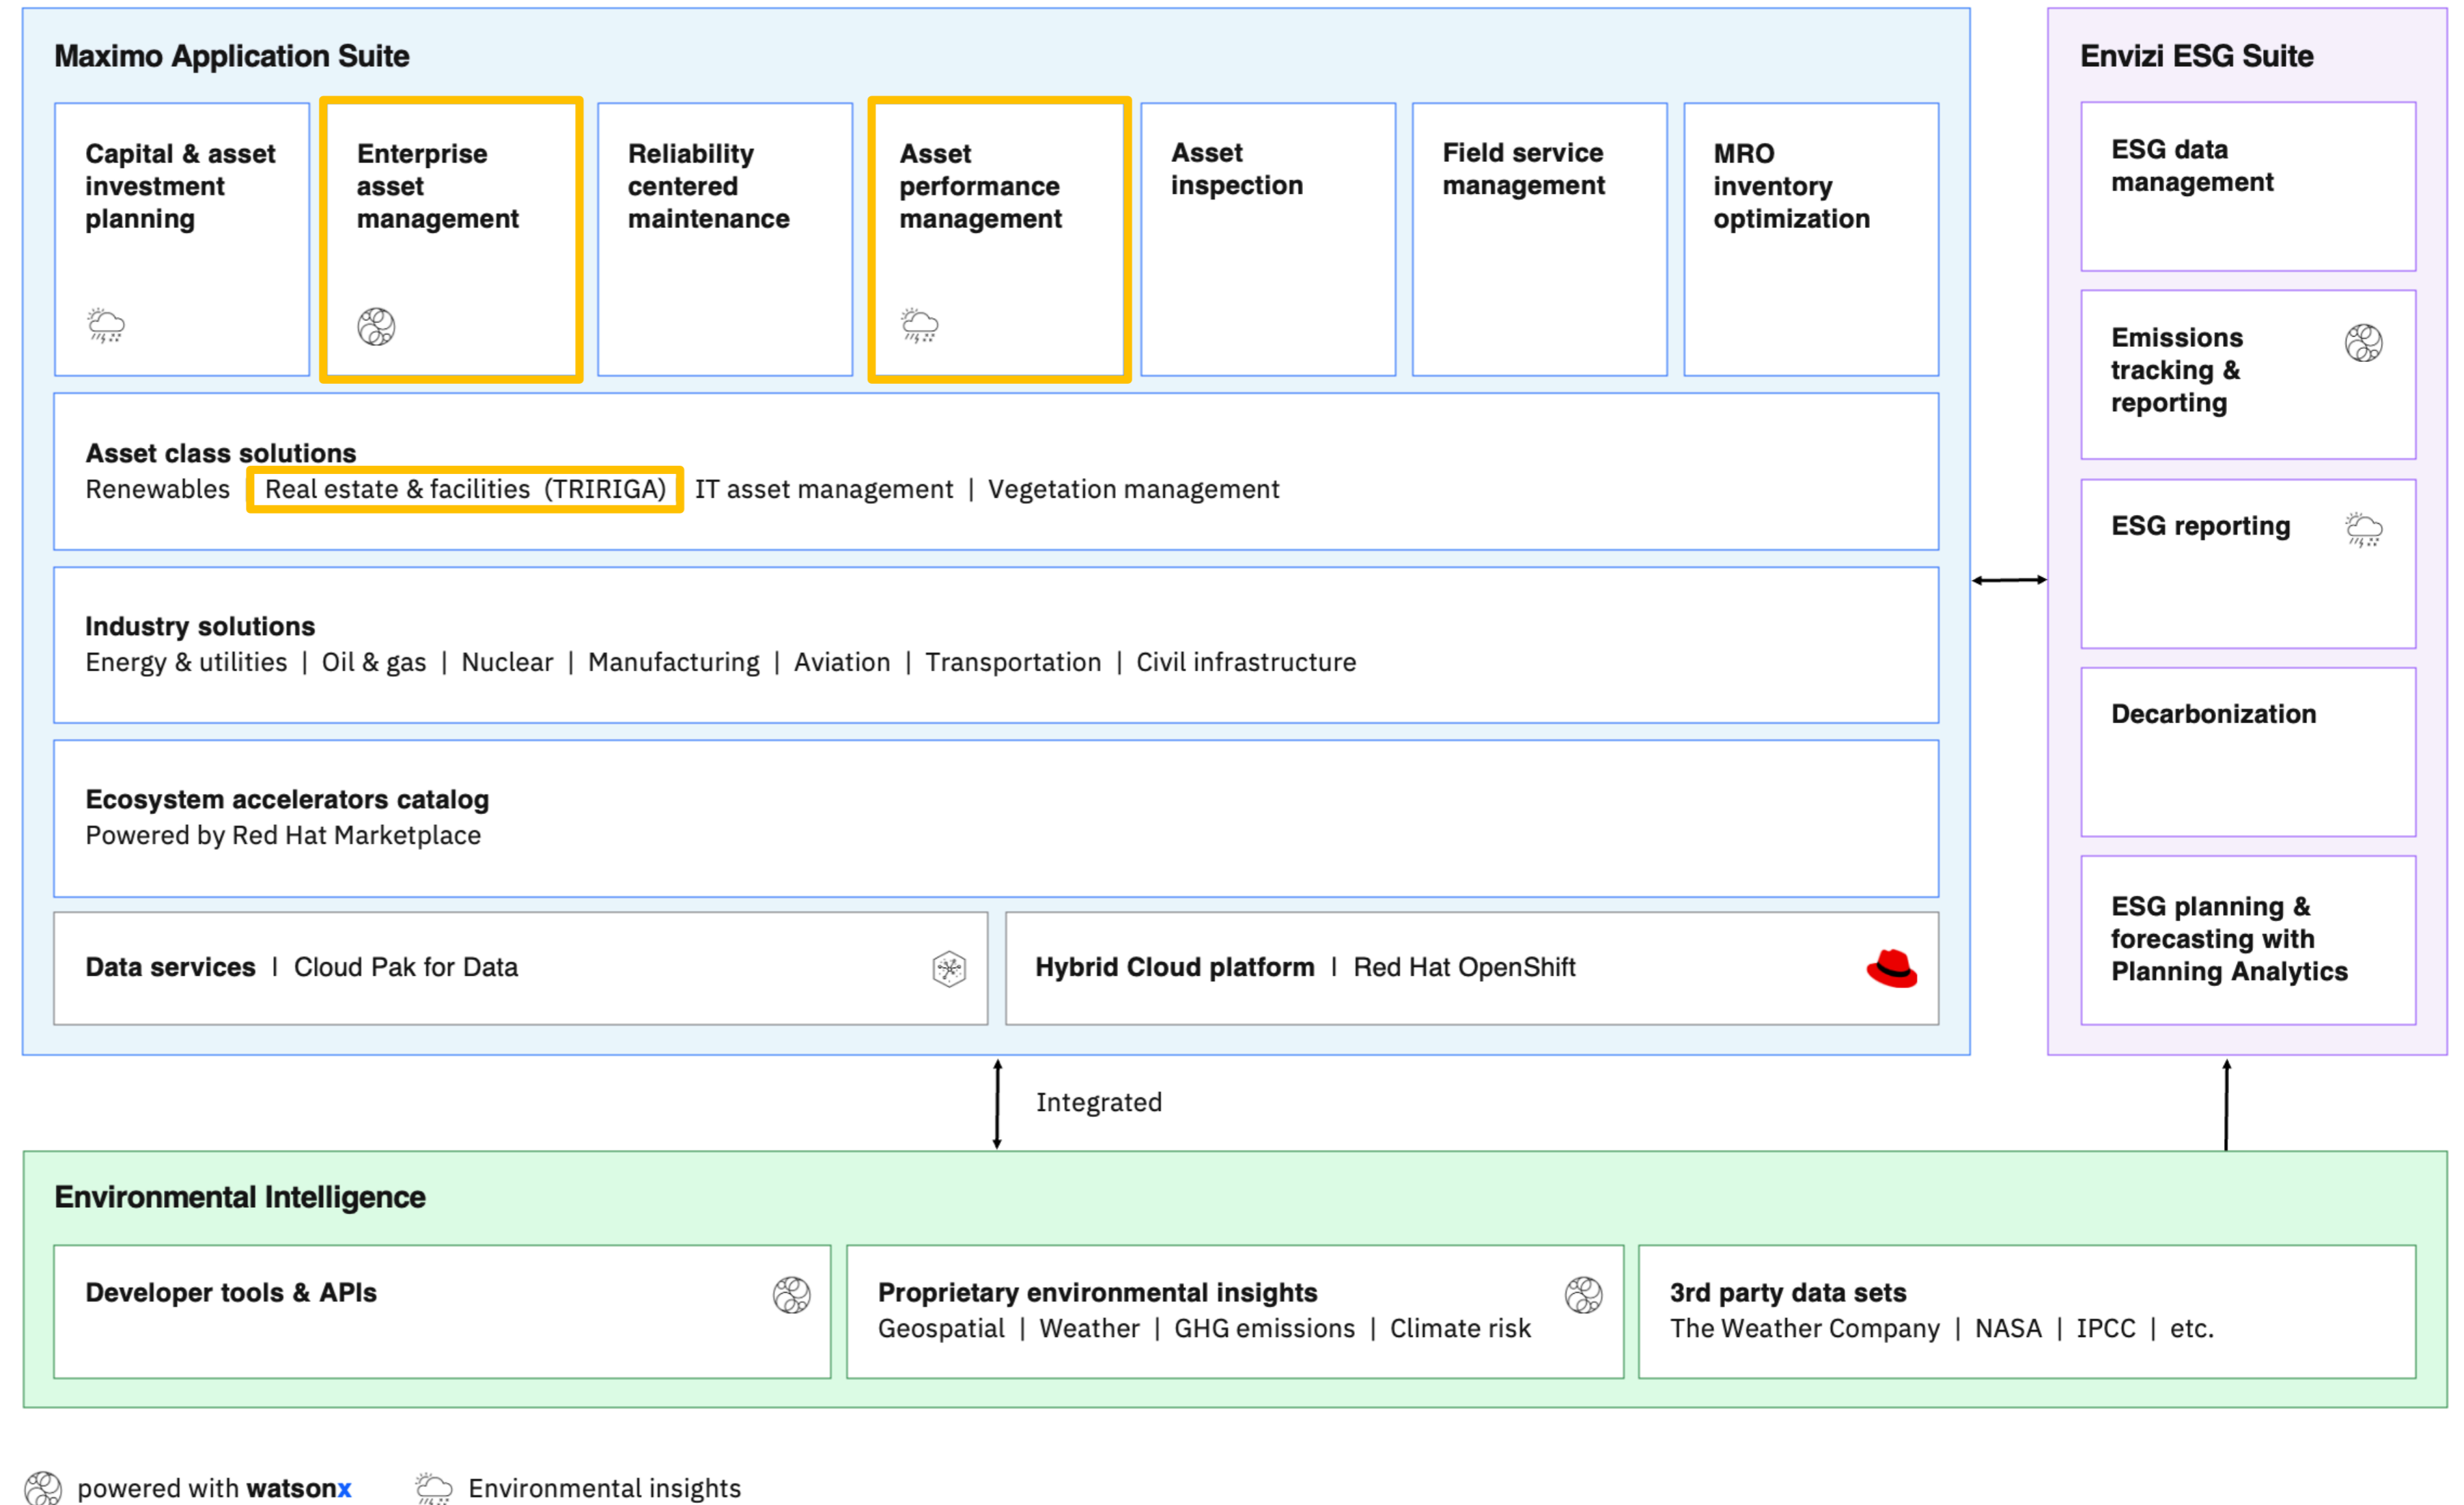 Maximo Application Suite
Capital & asset
investment
planning
Enterprise
asset
management
Reliability
centered
maintenance
Asset
performance
management
Asset
inspection
Field service
management
MRO
inventory
optimization
Asset class solutions
Renewables Real estate & facilities (TRIRIGA) IT asset management | Vegetation management
Industry solutions
Energy & utilities | Oil & gas | Nuclear | Manufacturing | Aviation | Transportation | Civil infrastructure
Ecosystem accelerators catalog
Powered by Red Hat Marketplace
Data services | Cloud Pak for Data
Hybrid Cloud platform | Red Hat OpenShift
Envizi ESG Suite
ESG data
management
Emissions
tracking &
reporting
ESG reporting
Decarbonization
ESG planning &
forecasting with
Planning Analytics
Integrated
Environmental Intelligence
Developer tools & APIs
Proprietary environmental insights
Geospatial | Weather | GHG emissions | Climate risk
3rd party data sets
The Weather Company | NASA | IPCC | etc.
powered with watsonx
Environmental insights